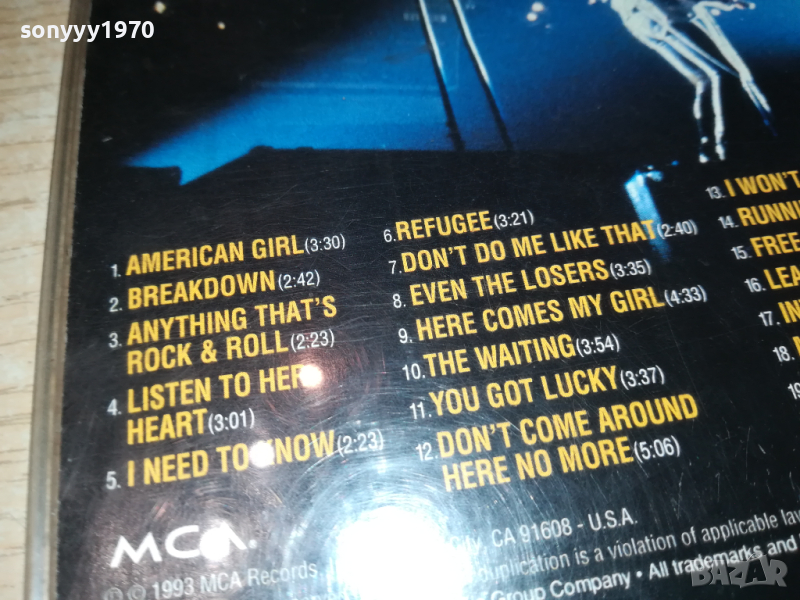 sonyyy1970
1. AMERICAN GIRL(3:30)
2. BREAKDOWN(2:42)
3. ANYTHING THAT'S
ROCK & ROLL(2:23)
4. LISTEN TO HER
HEART(3:01)
5. I NEED TO KNOW(2:23)
6. REFUGEE(3:21)
7. DON'T DO ME LIKE THAT(2:40)
8. EVEN THE LOSERS(3:35)
9. HERE COMES MY GIRL(4:33)
10. THE WAITING(3:54)
11. YOU GOT LUCKY(3:37)
12. DON'T COME AROUND
HERE NO MORE(5:06)
13. I WON'T
14.
15. FREE
16.
17.
18.
19.
MCA
City, CA 91608 - U.S.A.
℗ © 1993 MCA Records, duplication is a violation of applicable
Group Company • All trademarks and
BAZAR